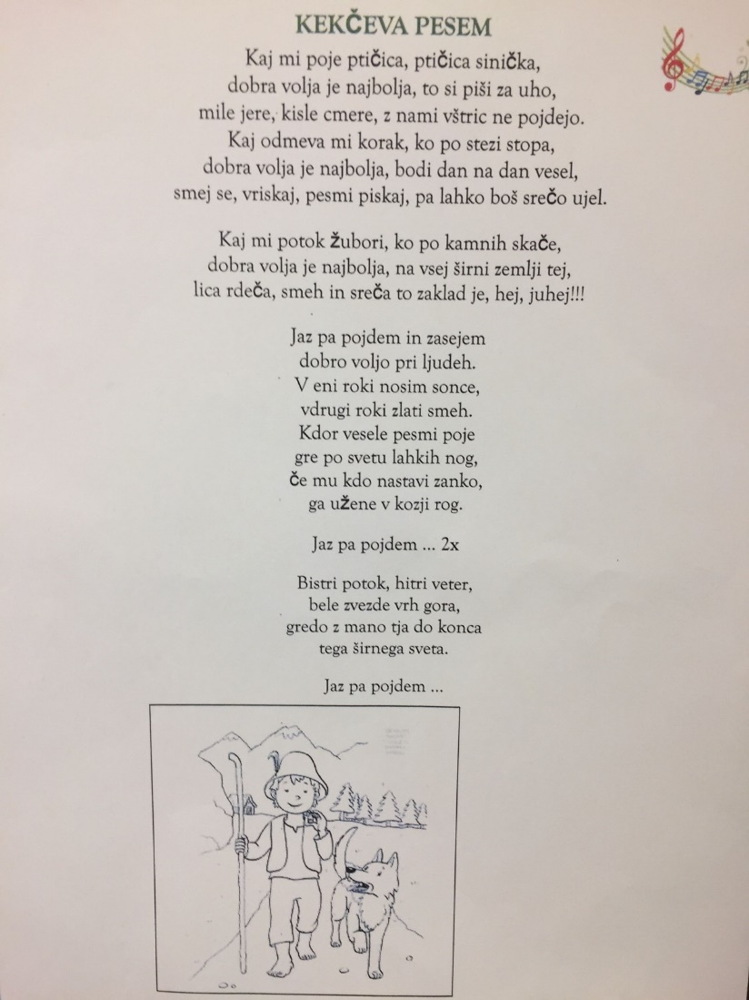 KEKČEVA PESEM
Kaj mi poje ptičica, ptičica sinička,
dobra volja je najbolja, to si piši za uho,
mile jere, kisle cmere, z nami vštric ne pojdejo.
Kaj odmeva mi korak, ko po stezi stopa,
dobra volja je najbolja, bodi dan na dan vesel,
smej se, vriskaj, pesmi piskaj, pa lahko boš srečo ujel.
Kaj mi potok žubori, ko po kamnih skače,
dobra volja je najbolja, na vsej širni zemlji tej,
lica rdeča, smeh in sreča to zaklad je, hej, juhej!!!
Jaz pa pojdem in zasejem
dobro voljo pri ljudeh.
V eni roki nosim sonce,
vdrugi roki zlati smeh.
Kdor vesele pesmi poje
gre po svetu lahkih nog,
če mu kdo nastavi zanko,
ga užene v kozji rog.
Jaz pa pojdem ... 2x
Bistri potok, hitri veter,
bele zvezde vrh gora,
gredo z mano tja do konca
tega širnega sveta.
Jaz pa pojdem ...